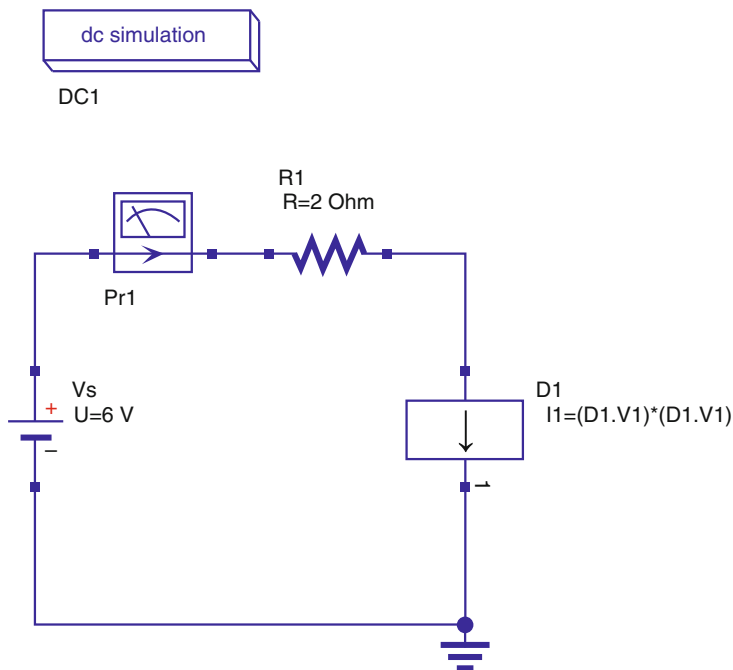 dc simulation
DC1
R1
R=2 Ohm
Pr1
Vs
U=6 V
+
–
D1
I1=(D1.V1)*(D1.V1)
1